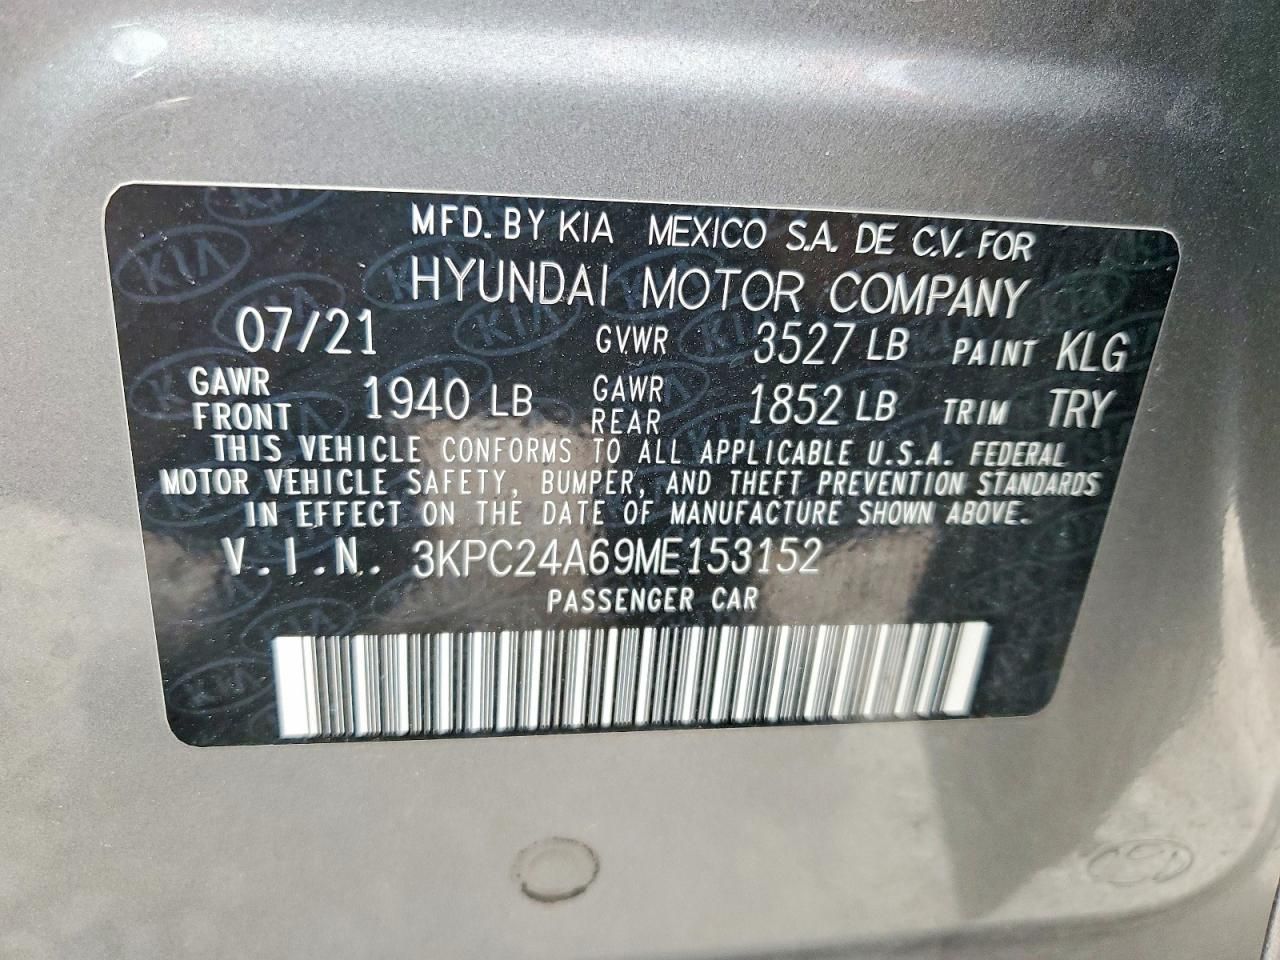 MFD. BY KIA MEXICO S.A. DE C.V. FOR
HYUNDAI MOTOR COMPANY
07/21 GVWR 3527 LB PAINT KLG
GAWR FRONT 1940 LB GAWR REAR 1852 LB TRIM TRY
THIS VEHICLE CONFORMS TO ALL APPLICABLE U.S.A. FEDERAL
MOTOR VEHICLE SAFETY, BUMPER, AND THEFT PREVENTION STANDARDS
IN EFFECT ON THE DATE OF MANUFACTURE SHOWN ABOVE.
V.I.N. 3KPC24A69ME153152
PASSENGER CAR